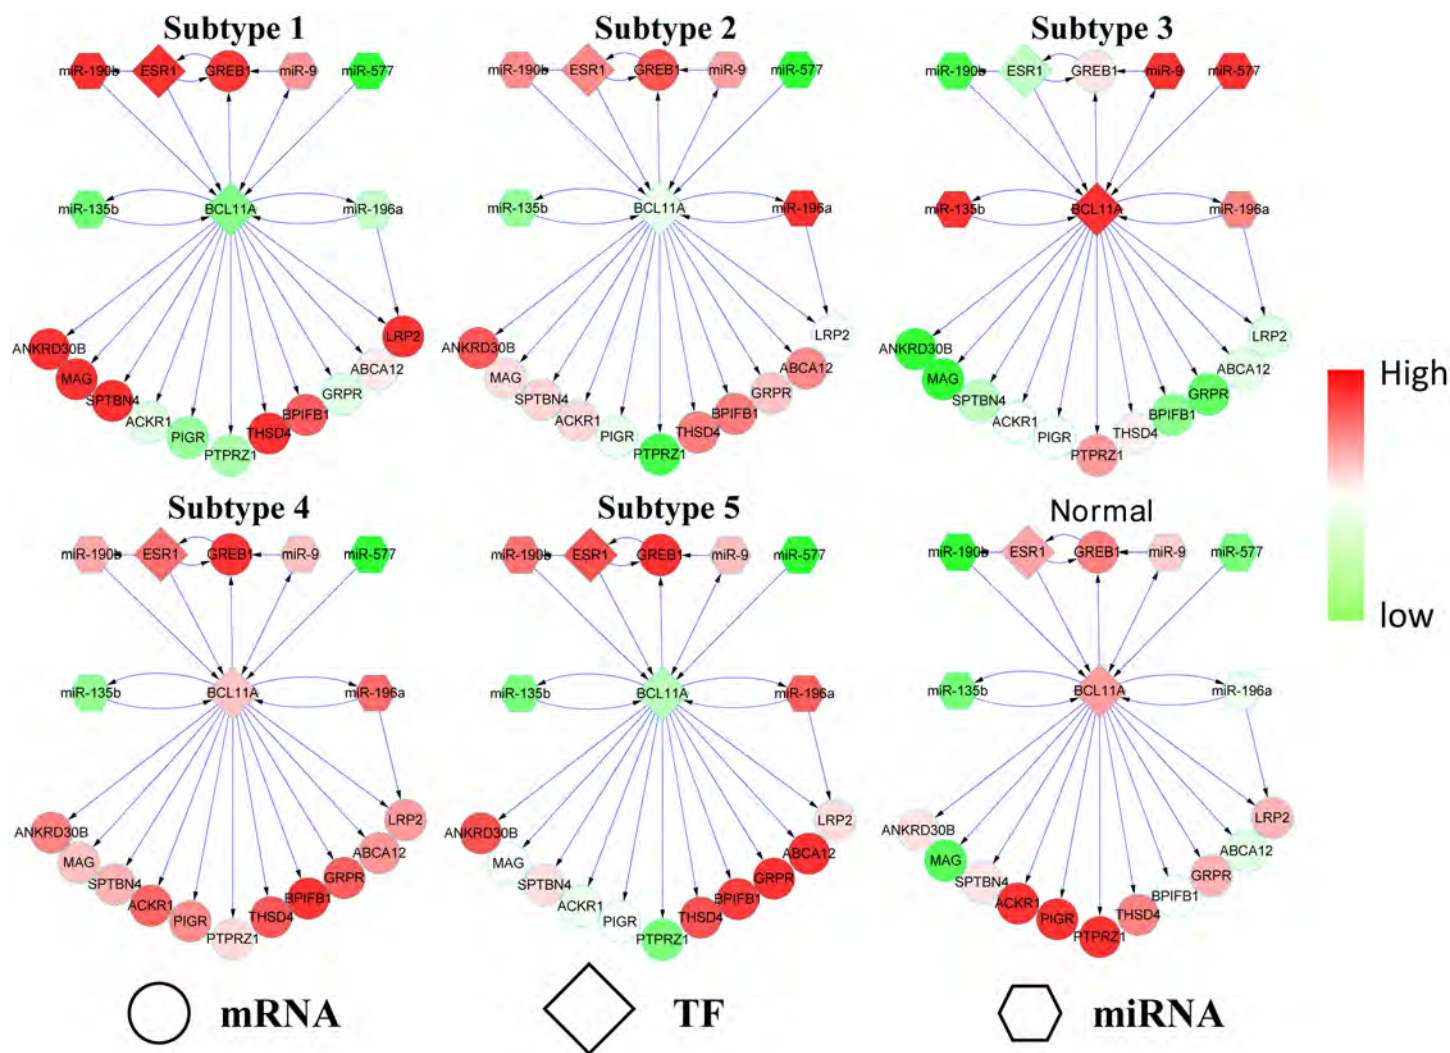 Subtype 1
miR-190b ESR1 GREB1 miR-9 miR-577
miR-135b BCL11A miR-196a
LRP2
ANKRD30B ABCA12
MAG GRPR
SPTBN4 BPIFB1
ACKR1 THSD4
PIGR PTPRZ1
Subtype 2
miR-190b ESR1 GREB1 miR-9 miR-577
miR-135b BCL11A miR-196a
LRP2
ANKRD30B ABCA12
MAG GRPR
SPTBN4 BPIFB1
ACKR1 THSD4
PIGR PTPRZ1
Subtype 3
miR-190b ESR1 GREB1 miR-9 miR-577
miR-135b BCL11A miR-196a
LRP2
ANKRD30B ABCA12
MAG GRPR
SPTBN4 BPIFB1
ACKR1 THSD4
PIGR PTPRZ1
High
low
Subtype 4
miR-190b ESR1 GREB1 miR-9 miR-577
miR-135b BCL11A miR-196a
LRP2
ANKRD30B ABCA12
MAG GRPR
SPTBN4 BPIFB1
ACKR1 THSD4
PIGR PTPRZ1
Subtype 5
miR-190b ESR1 GREB1 miR-9 miR-577
miR-135b BCL11A miR-196a
LRP2
ANKRD30B ABCA12
MAG GRPR
SPTBN4 BPIFB1
ACKR1 THSD4
PIGR PTPRZ1
Normal
miR-190b ESR1 GREB1 miR-9 miR-577
miR-135b BCL11A miR-196a
LRP2
ANKRD30B ABCA12
MAG GRPR
SPTBN4 BPIFB1
ACKR1 THSD4
PIGR PTPRZ1
mRNA TF miRNA